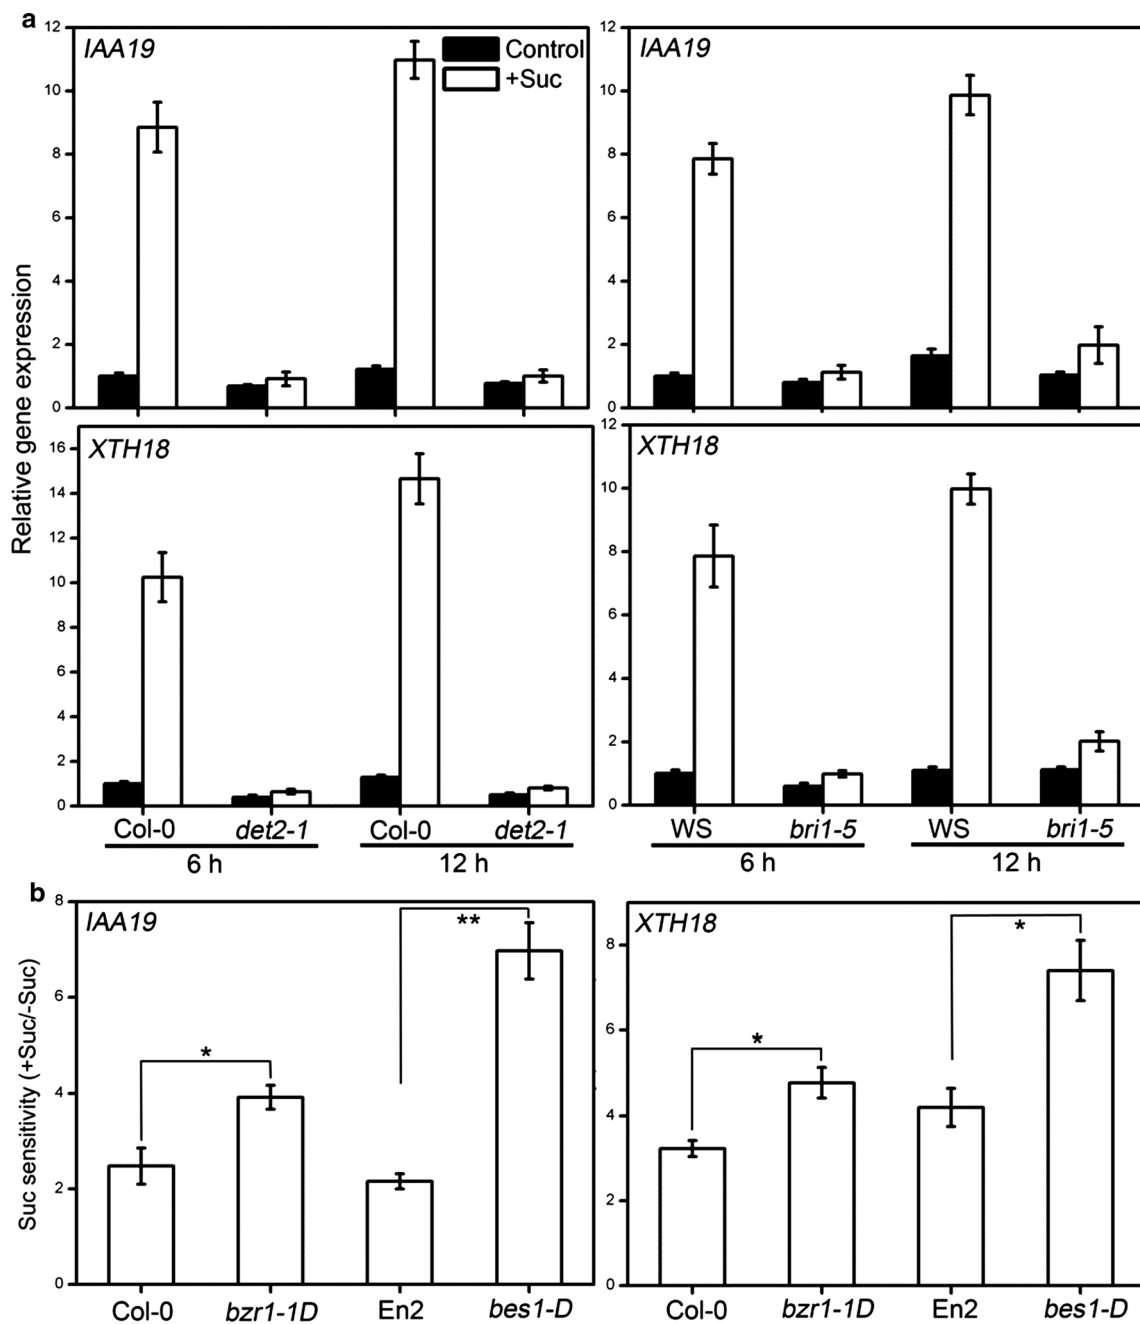 a
IAA19
Control
+Suc
12
10
8
6
4
2
0
IAA19
12
10
8
6
4
2
0
Relative gene expression
XTH18
16
14
12
10
8
6
4
2
0
Col-0 det2-1 Col-0 det2-1
6 h 12 h
XTH18
12
10
8
6
4
2
0
WS bri1-5 WS bri1-5
6 h 12 h
b
IAA19
Suc sensitivity (+Suc/-Suc)
8
6
4
2
0
* **
Col-0 bzr1-1D En2 bes1-D
XTH18
8
6
4
2
0
* *
Col-0 bzr1-1D En2 bes1-D